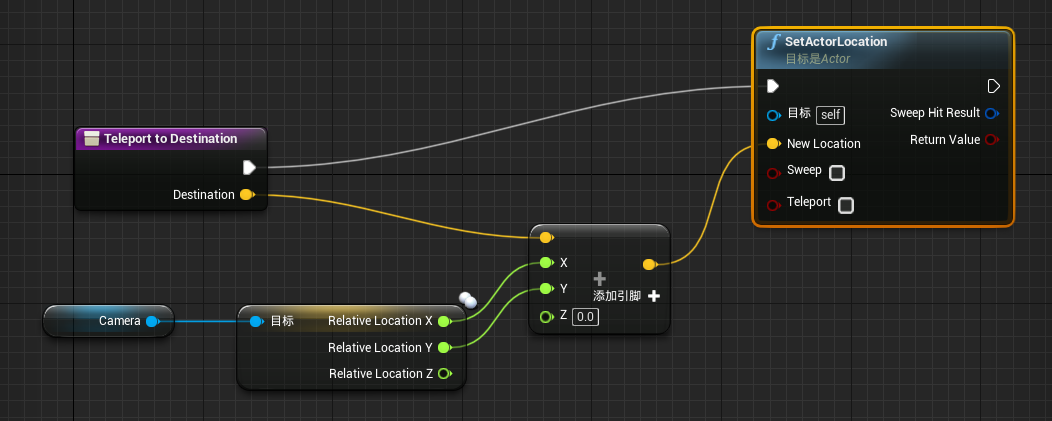 SetActorLocation
目标是Actor
目标 self
Sweep Hit Result
New Location
Return Value
Sweep
Teleport
Teleport to Destination
Destination
X
Y
添加引脚
Z 0.0
Camera
目标
Relative Location X
Relative Location Y
Relative Location Z